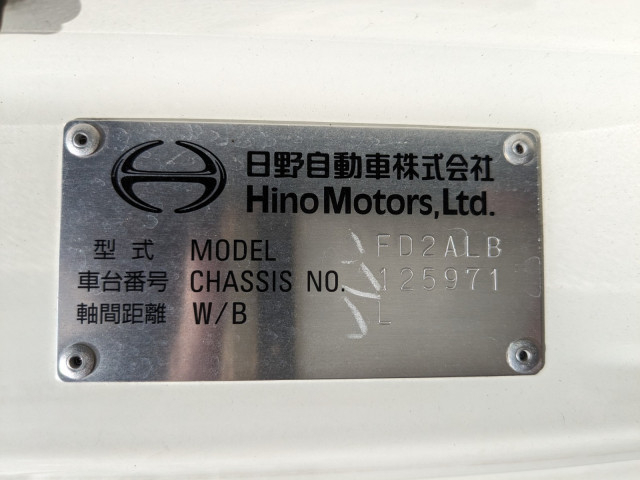 日野自動車株式会社
Hino Motors, Ltd.
型式 MODEL FD2ALB
車台番号 CHASSIS NO. 125971
軸間距離 W/B L